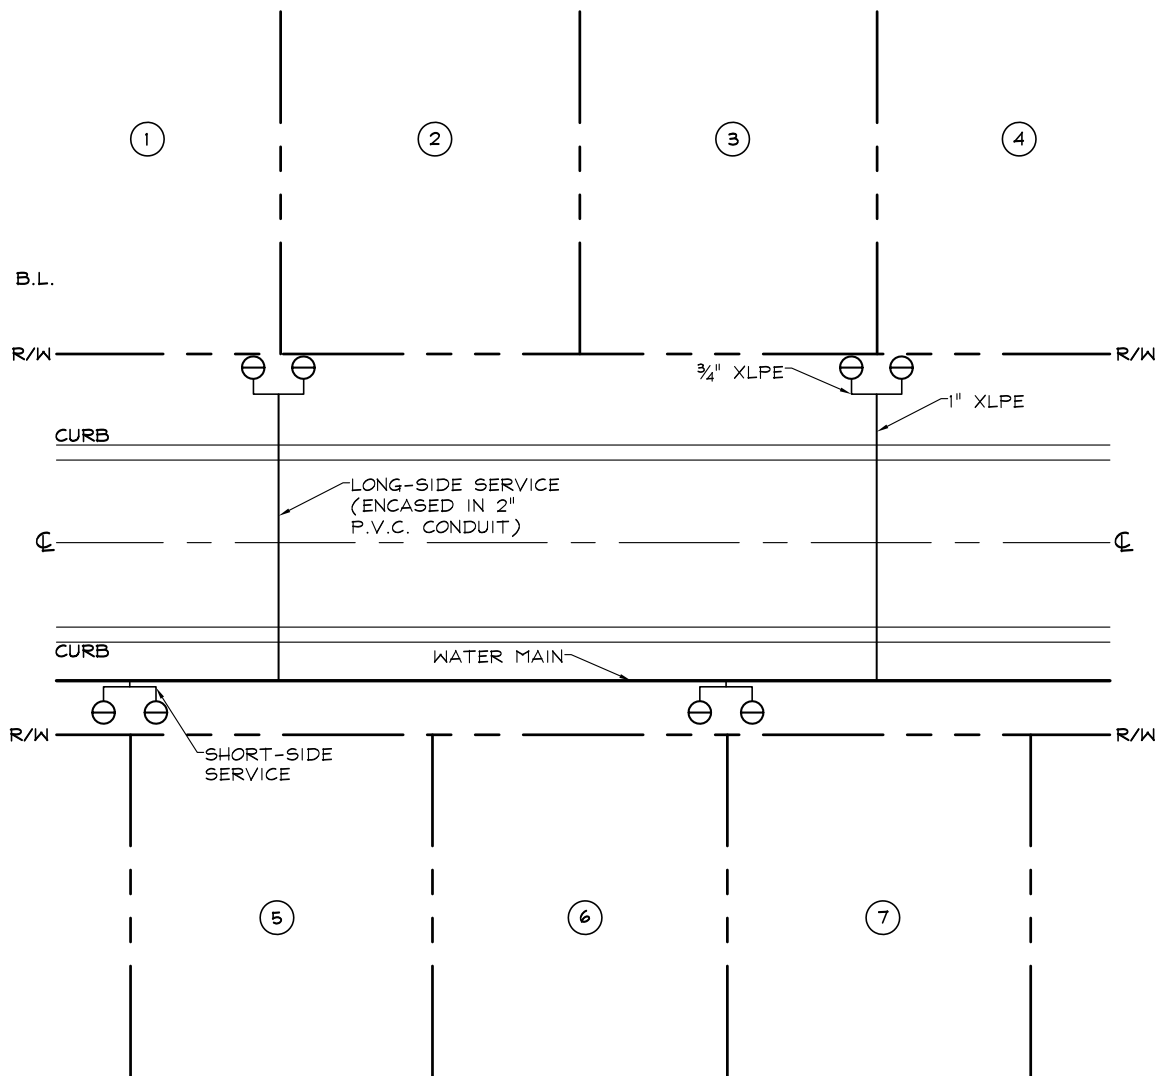 1
2
3
4
B.L.
R/W
R/W
3/4" XLPE
1" XLPE
CURB
LONG-SIDE SERVICE
(ENCASED IN 2"
P.V.C. CONDUIT)
℄
℄
CURB
WATER MAIN
R/W
R/W
SHORT-SIDE
SERVICE
5
6
7